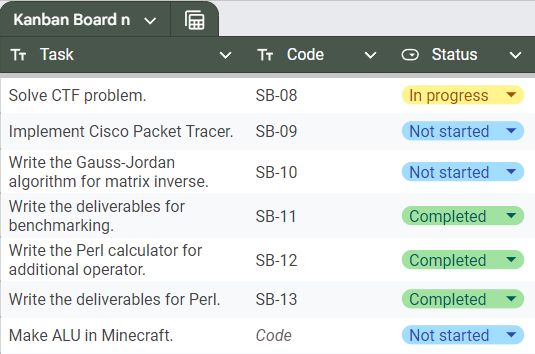 Kanban Board n
Task Code Status
Solve CTF problem. SB-08 In progress
Implement Cisco Packet Tracer. SB-09 Not started
Write the Gauss-Jordan
algorithm for matrix inverse. SB-10 Not started
Write the deliverables for
benchmarking. SB-11 Completed
Write the Perl calculator for
additional operator. SB-12 Completed
Write the deliverables for Perl. SB-13 Completed
Make ALU in Minecraft. Code Not started